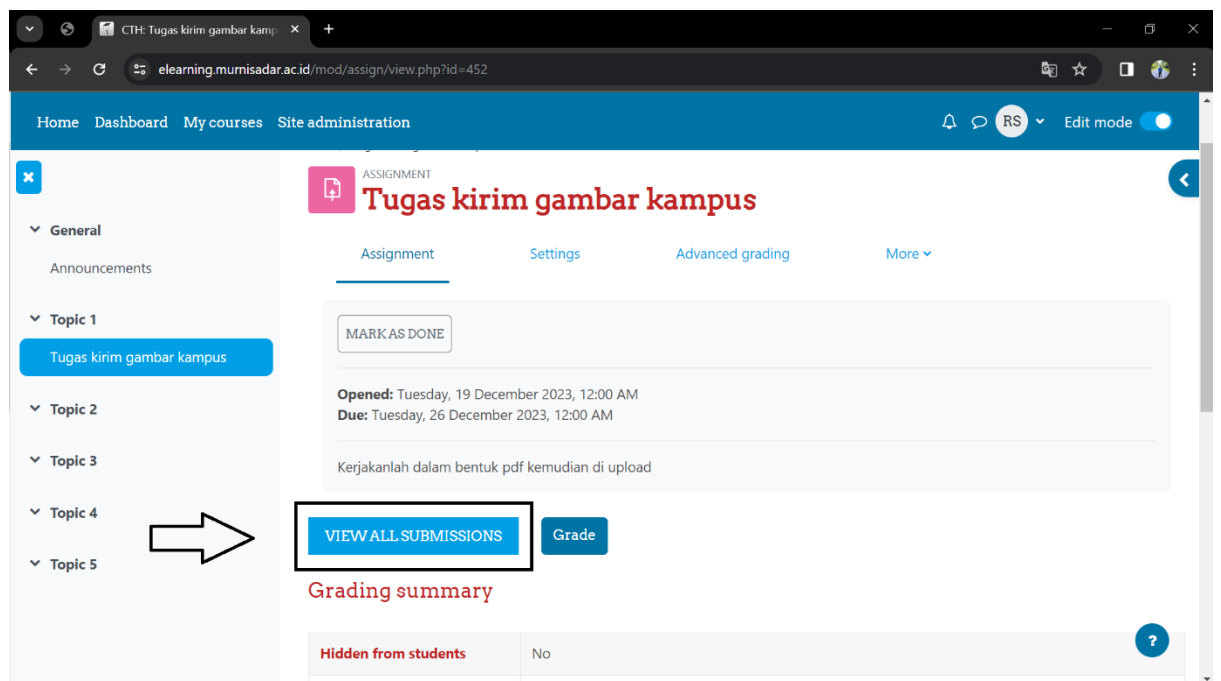 CTH: Tugas kirim gambar kamp
elearning.murnisadar.ac.id/mod/assign/view.php?id=452
Home Dashboard My courses Site administration RS Edit mode
ASSIGNMENT
Tugas kirim gambar kampus
General
Announcements
Topic 1
Tugas kirim gambar kampus
Topic 2
Topic 3
Topic 4
Topic 5
Assignment Settings Advanced grading More
MARK AS DONE
Opened: Tuesday, 19 December 2023, 12:00 AM
Due: Tuesday, 26 December 2023, 12:00 AM
Kerjakanlah dalam bentuk pdf kemudian di upload
VIEW ALL SUBMISSIONS Grade
Grading summary
Hidden from students No
?